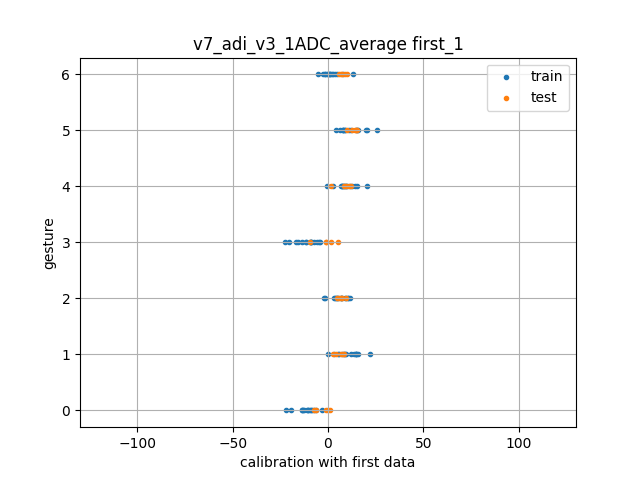 v7_adi_v3_1ADC_average first_1
train
test
6
5
4
3
2
1
0
gesture
−100
−50
0
50
100
calibration with first data